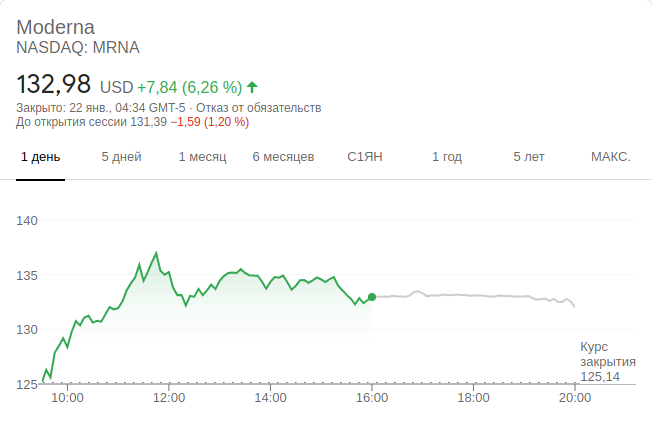 Moderna
NASDAQ: MRNA
132,98 USD +7,84 (6,26 %)
Закрыто: 22 янв., 04:34 GMT-5 · Отказ от обязательств
До открытия сессии 131,39 −1,59 (1,20 %)
1 день 5 дней 1 месяц 6 месяцев С1ЯН 1 год 5 лет МАКС.
140
135
130
125
Курс
закрытия
125,14
10:00 12:00 14:00 16:00 18:00 20:00